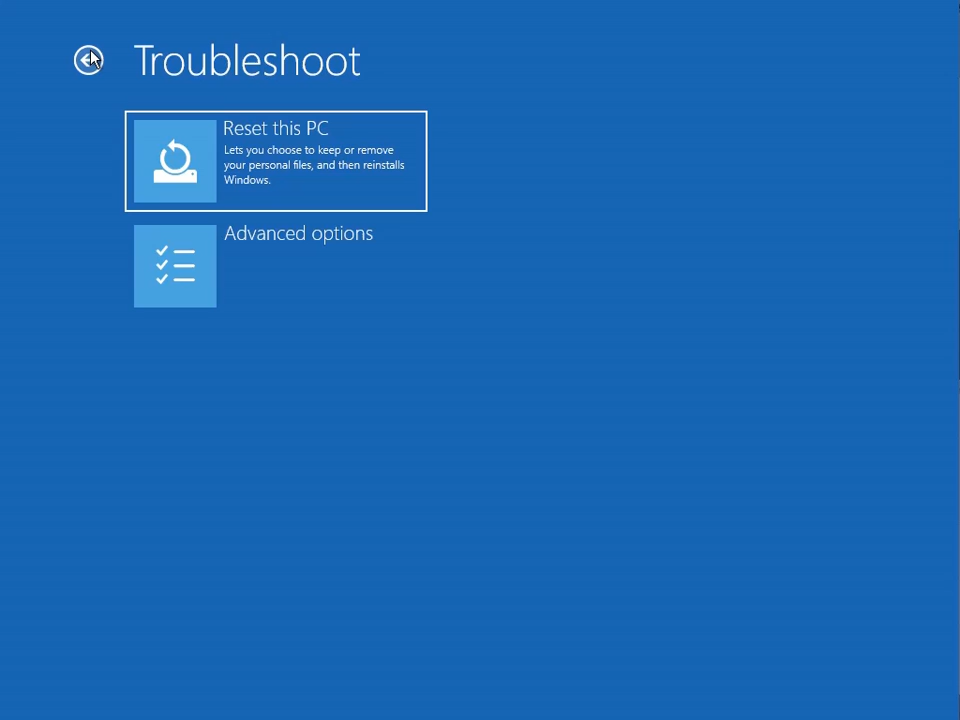 Troubleshoot
Reset this PC
Lets you choose to keep or remove
your personal files, and then reinstalls
Windows.
Advanced options